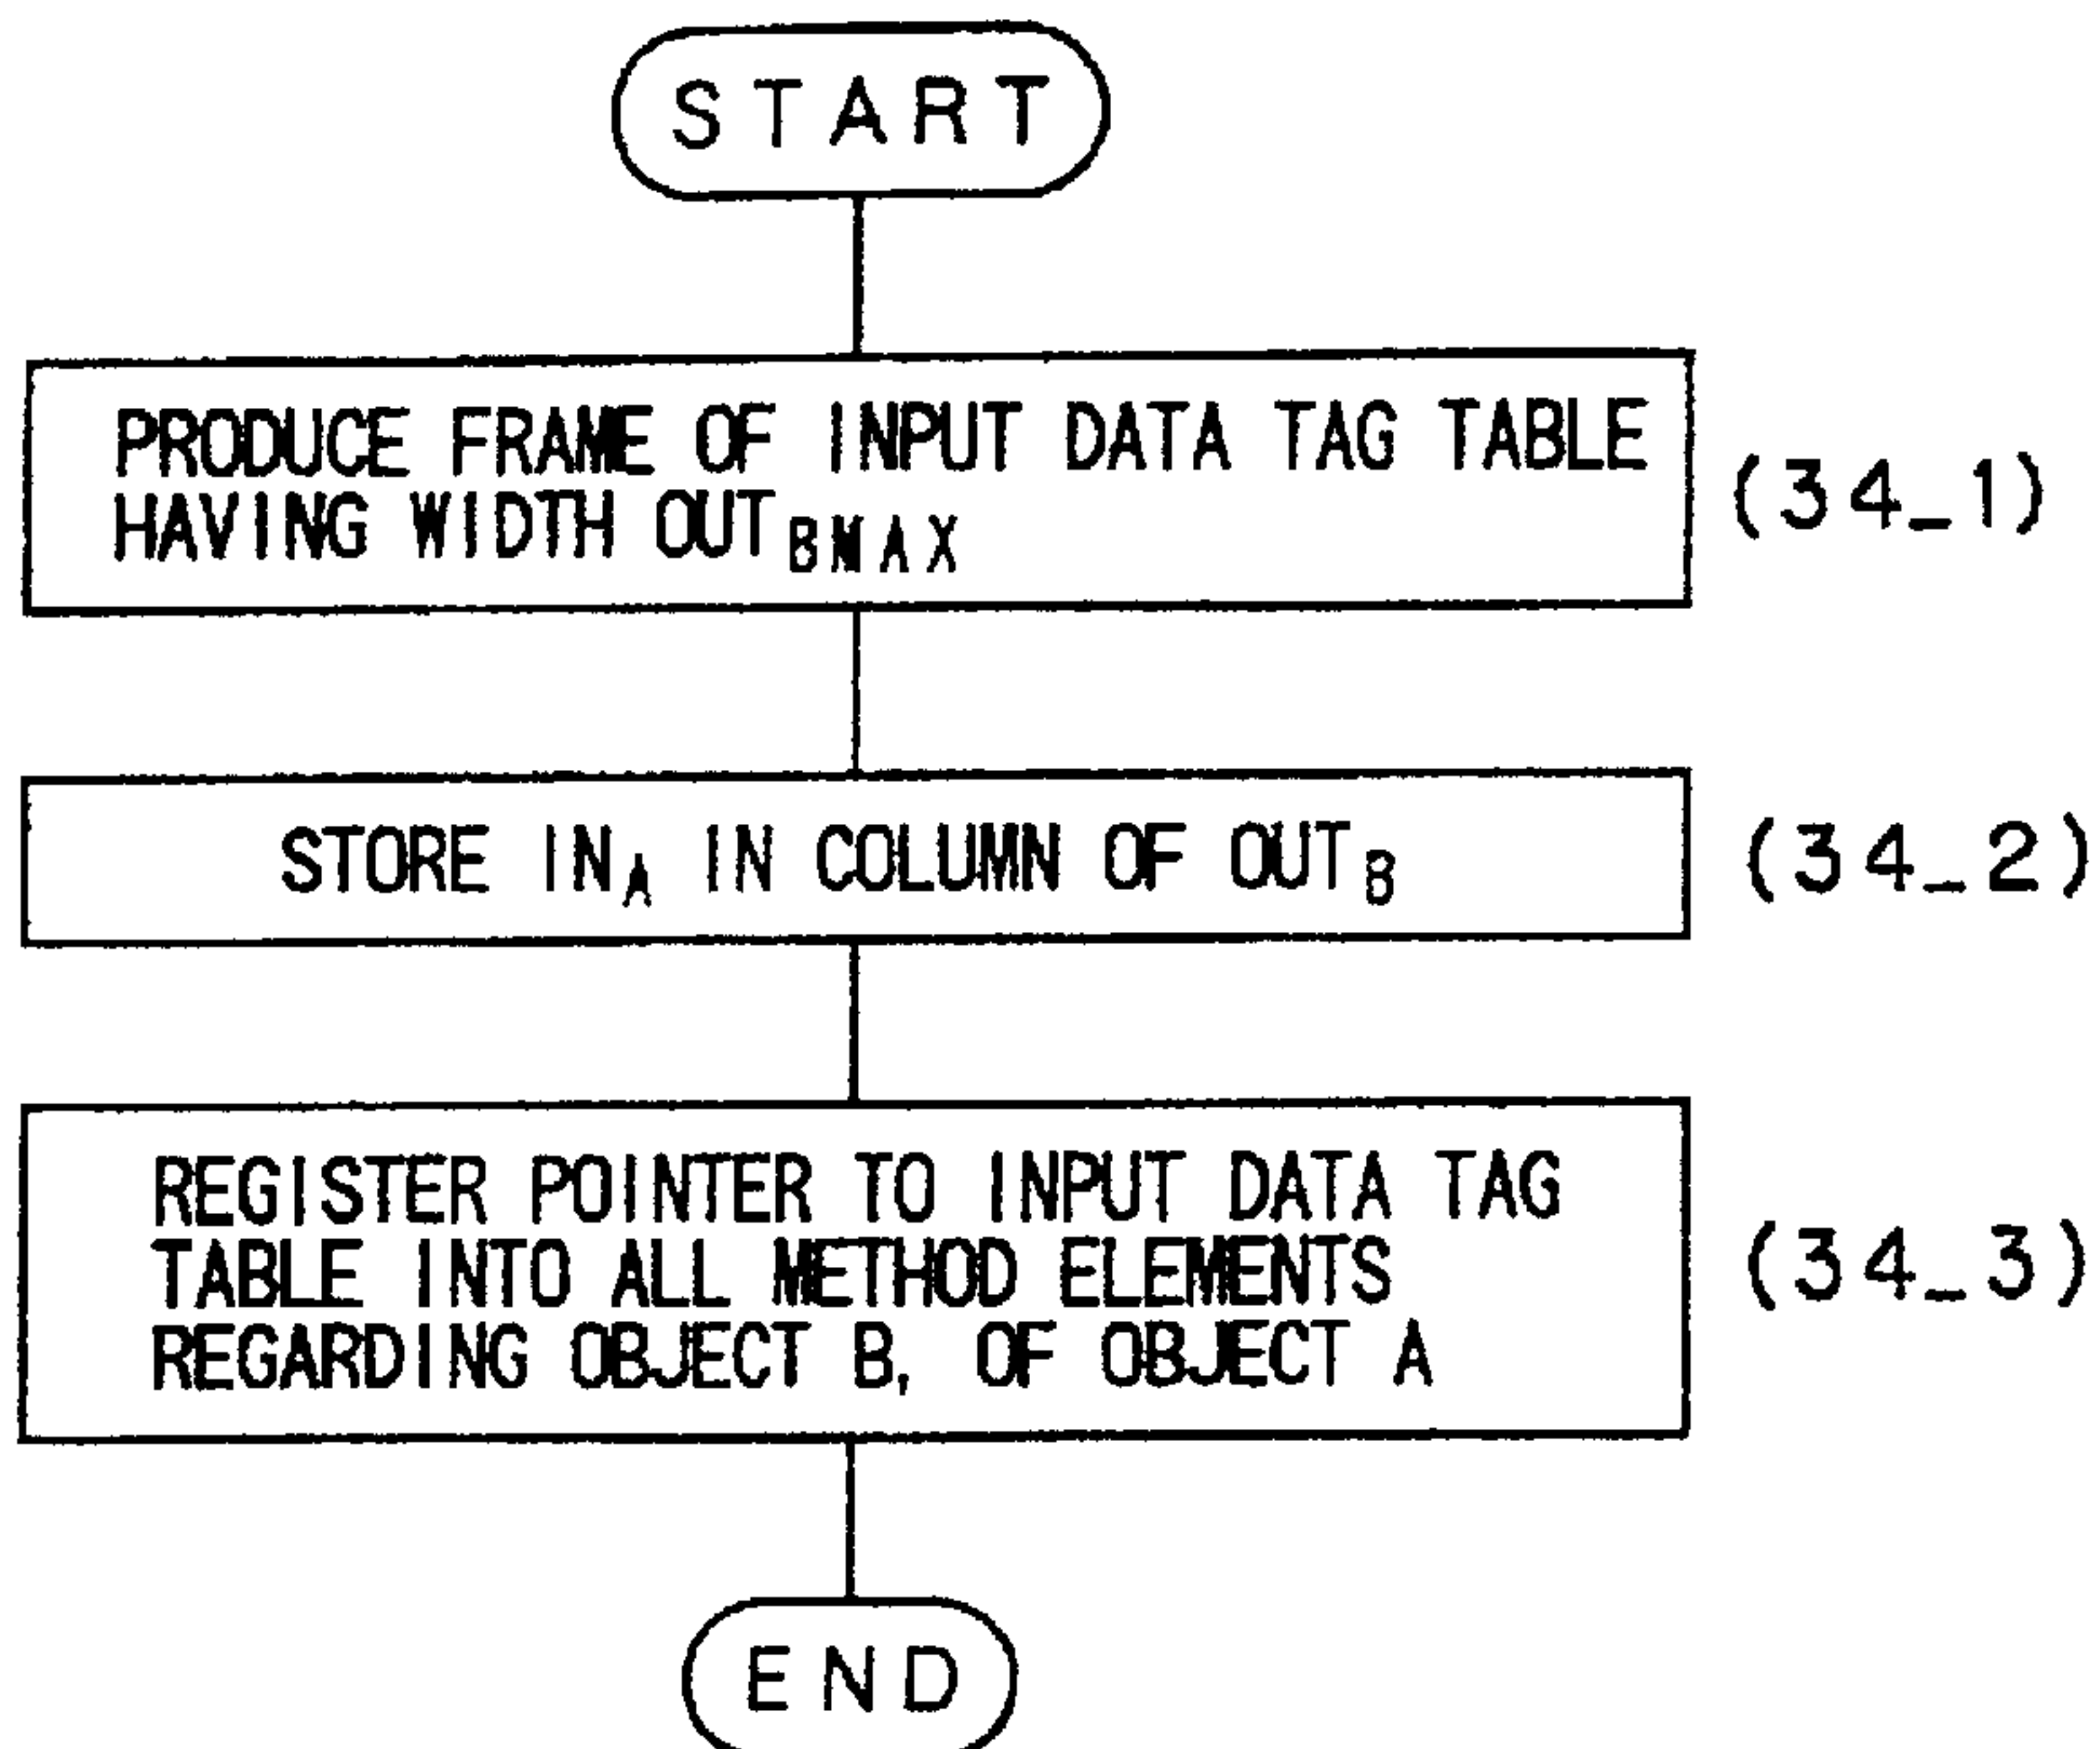 START
PRODUCE FRAME OF INPUT DATA TAG TABLE
HAVING WIDTH OUTBMAX
(34_1)
STORE INA IN COLUMN OF OUTB
(34_2)
REGISTER POINTER TO INPUT DATA TAG
TABLE INTO ALL METHOD ELEMENTS
REGARDING OBJECT B, OF OBJECT A
(34_3)
END